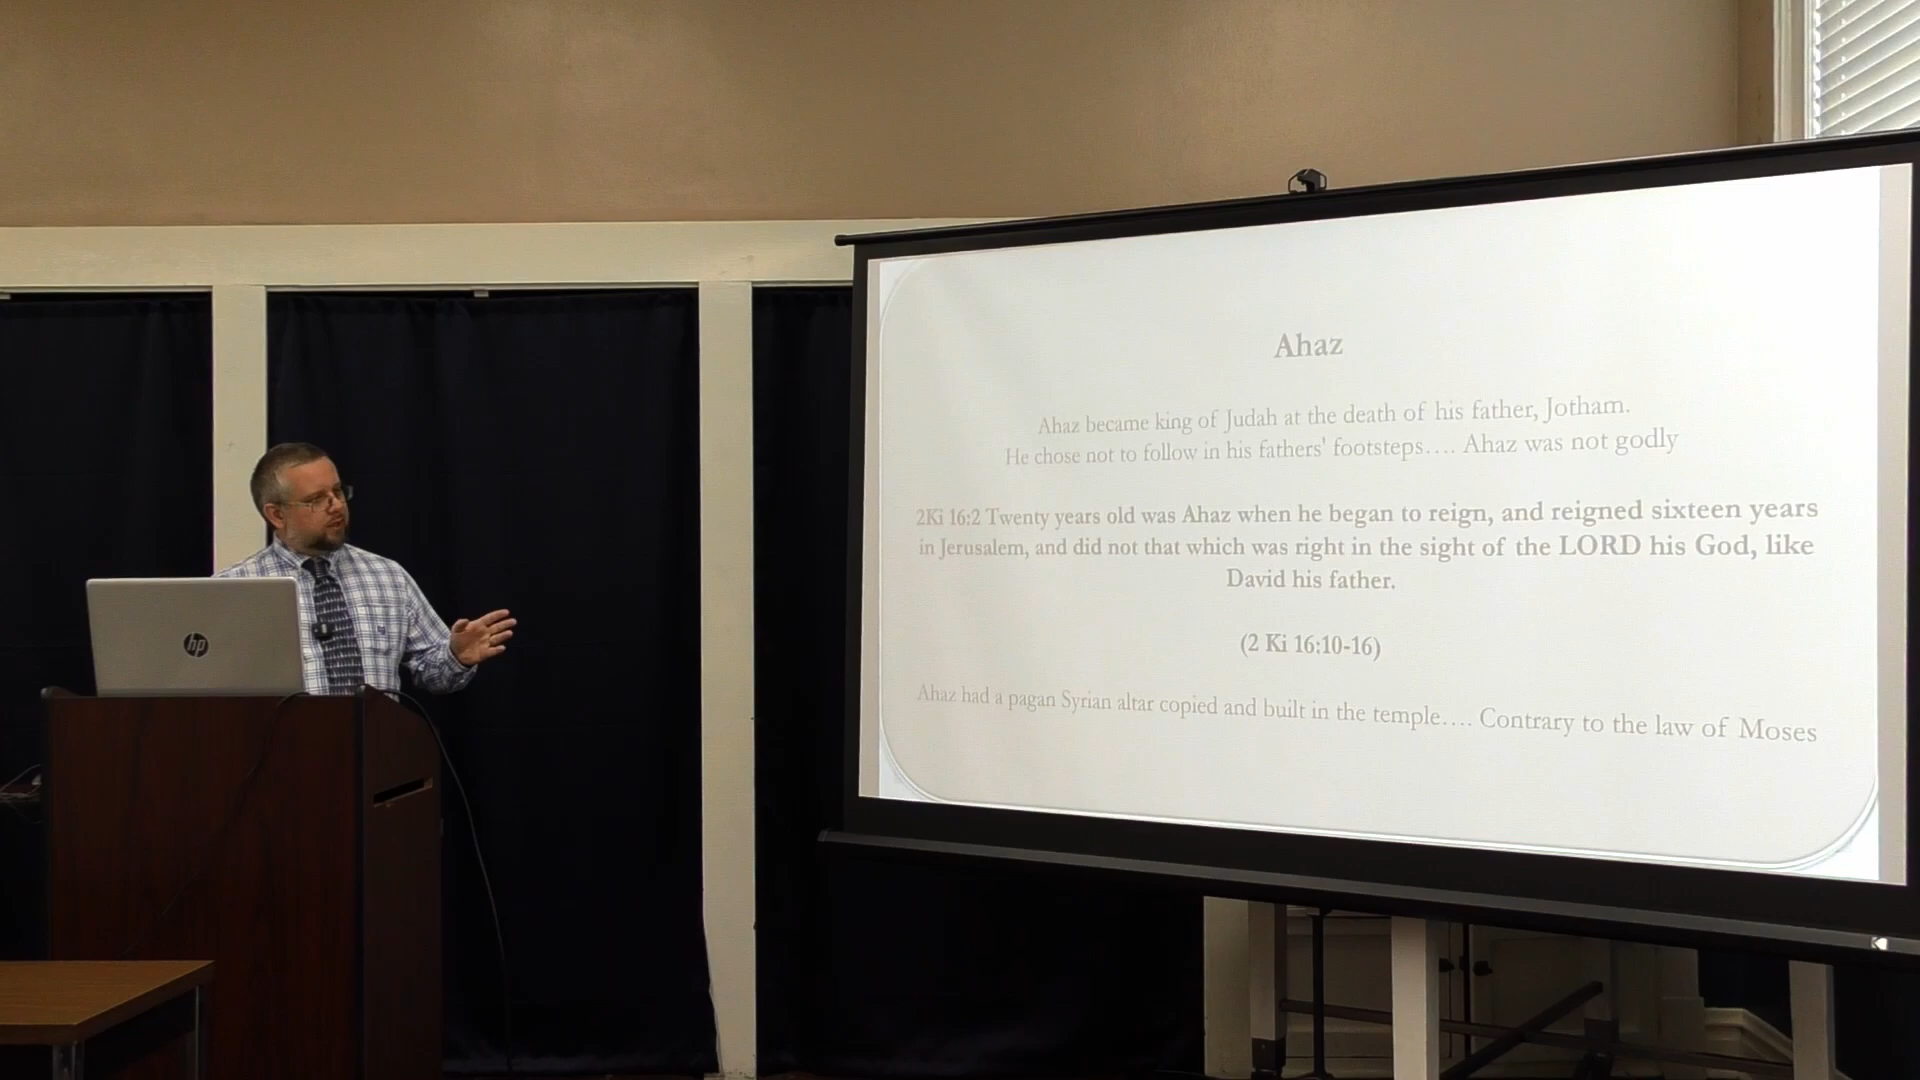 Ahaz
Ahaz became king of Judah at the death of his father, Jotham.
He chose not to follow in his fathers' footsteps.... Ahaz was not godly
2Ki 16:2 Twenty years old was Ahaz when he began to reign, and reigned sixteen years
in Jerusalem, and did not that which was right in the sight of the LORD his God, like
David his father.
(2 Ki 16:10-16)
Ahaz had a pagan Syrian altar copied and built in the temple.... Contrary to the law of Moses
hp